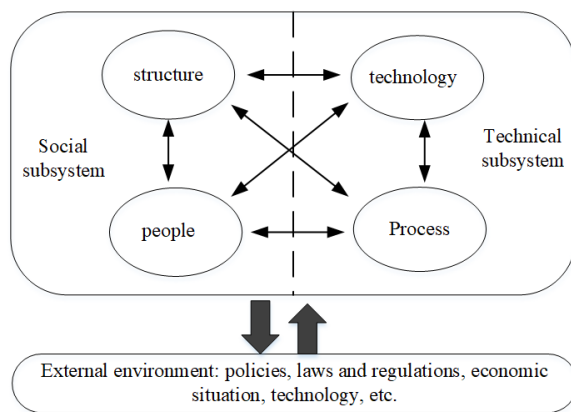 structure
technology
Social
subsystem
Technical
subsystem
people
Process
External environment: policies, laws and regulations, economic
situation, technology, etc.